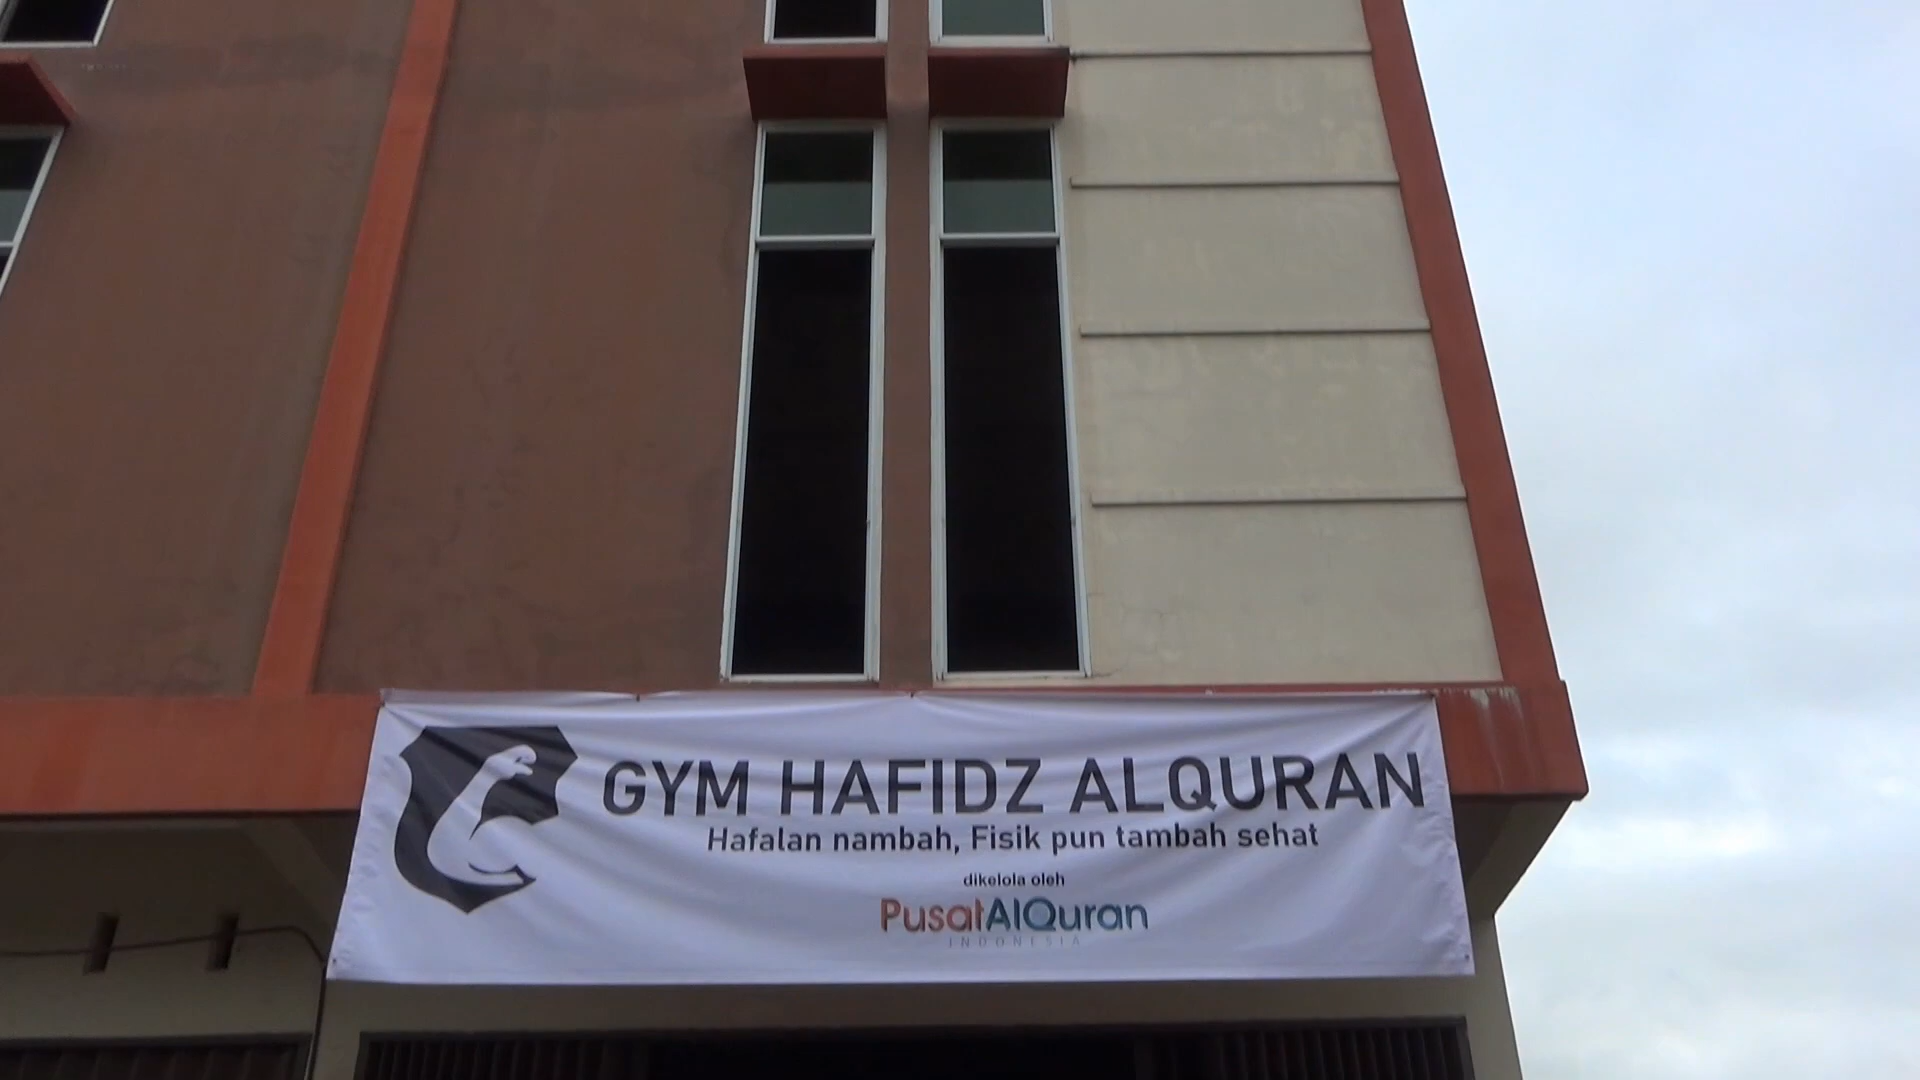 GYM HAFIDZ ALQURAN
Hafalan nambah, Fisik pun tambah sehat
dikelola oleh
PusatAlQuran
INDONESIA